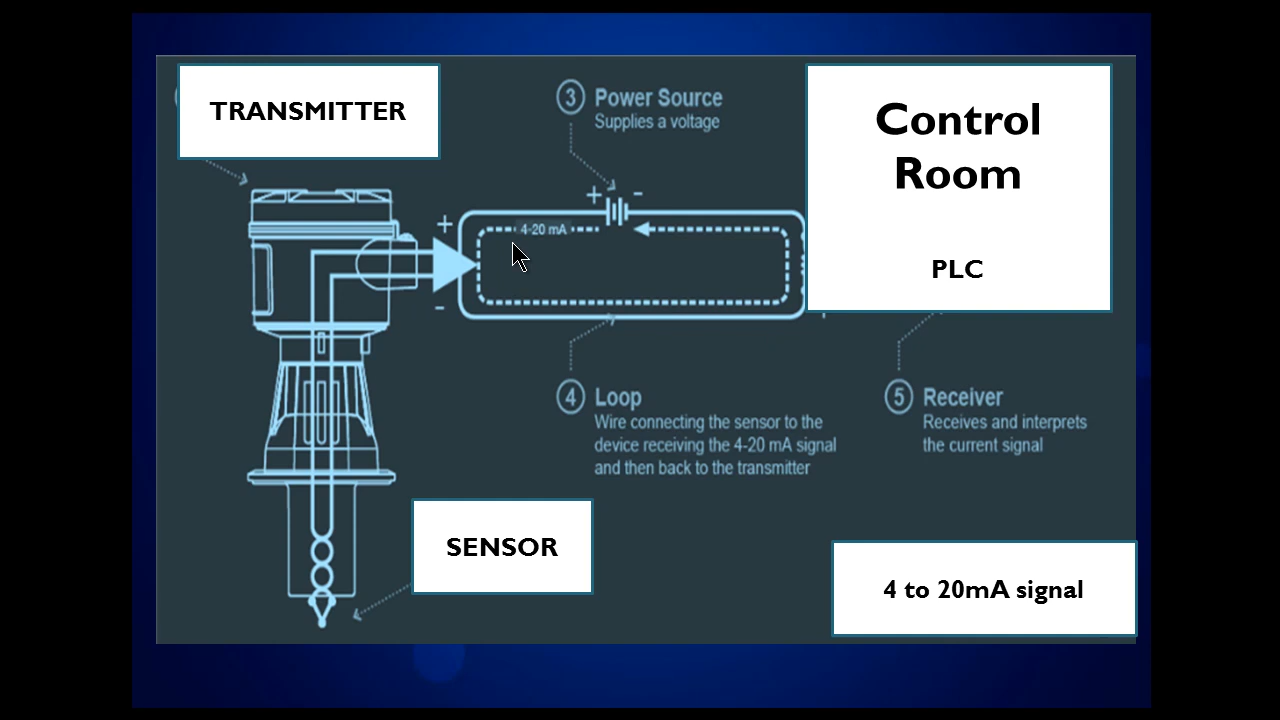 TRANSMITTER
3 Power Source
Supplies a voltage
Control
Room
PLC
+ -
+
4-20 mA
-
4 Loop
Wire connecting the sensor to the
device receiving the 4-20 mA signal
and then back to the transmitter
5 Receiver
Receives and interprets
the current signal
SENSOR
4 to 20mA signal